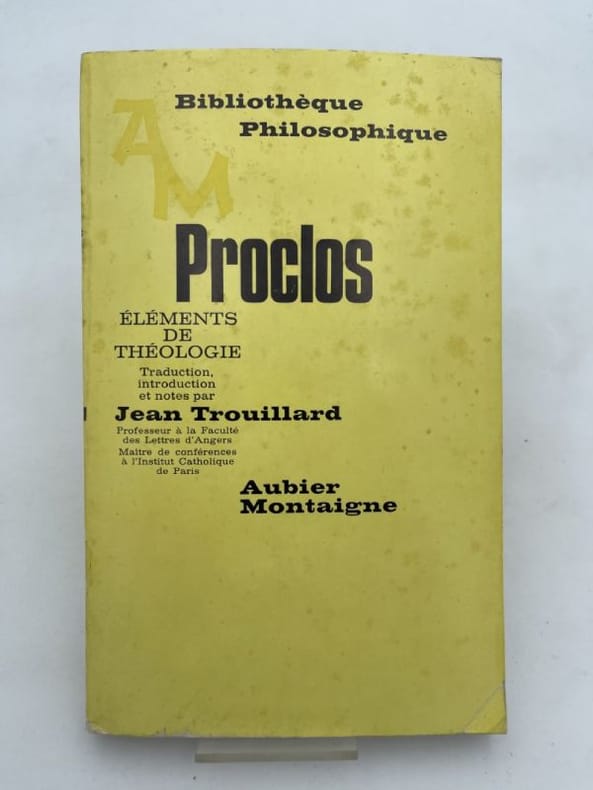 Bibliothèque
Philosophique
AM
Proclos
ÉLÉMENTS
DE
THÉOLOGIE
Traduction,
introduction
et notes par
Jean Trouillard
Professeur à la Faculté
des Lettres d'Angers
Maître de conférences
à l'Institut Catholique
de Paris
Aubier
Montaigne